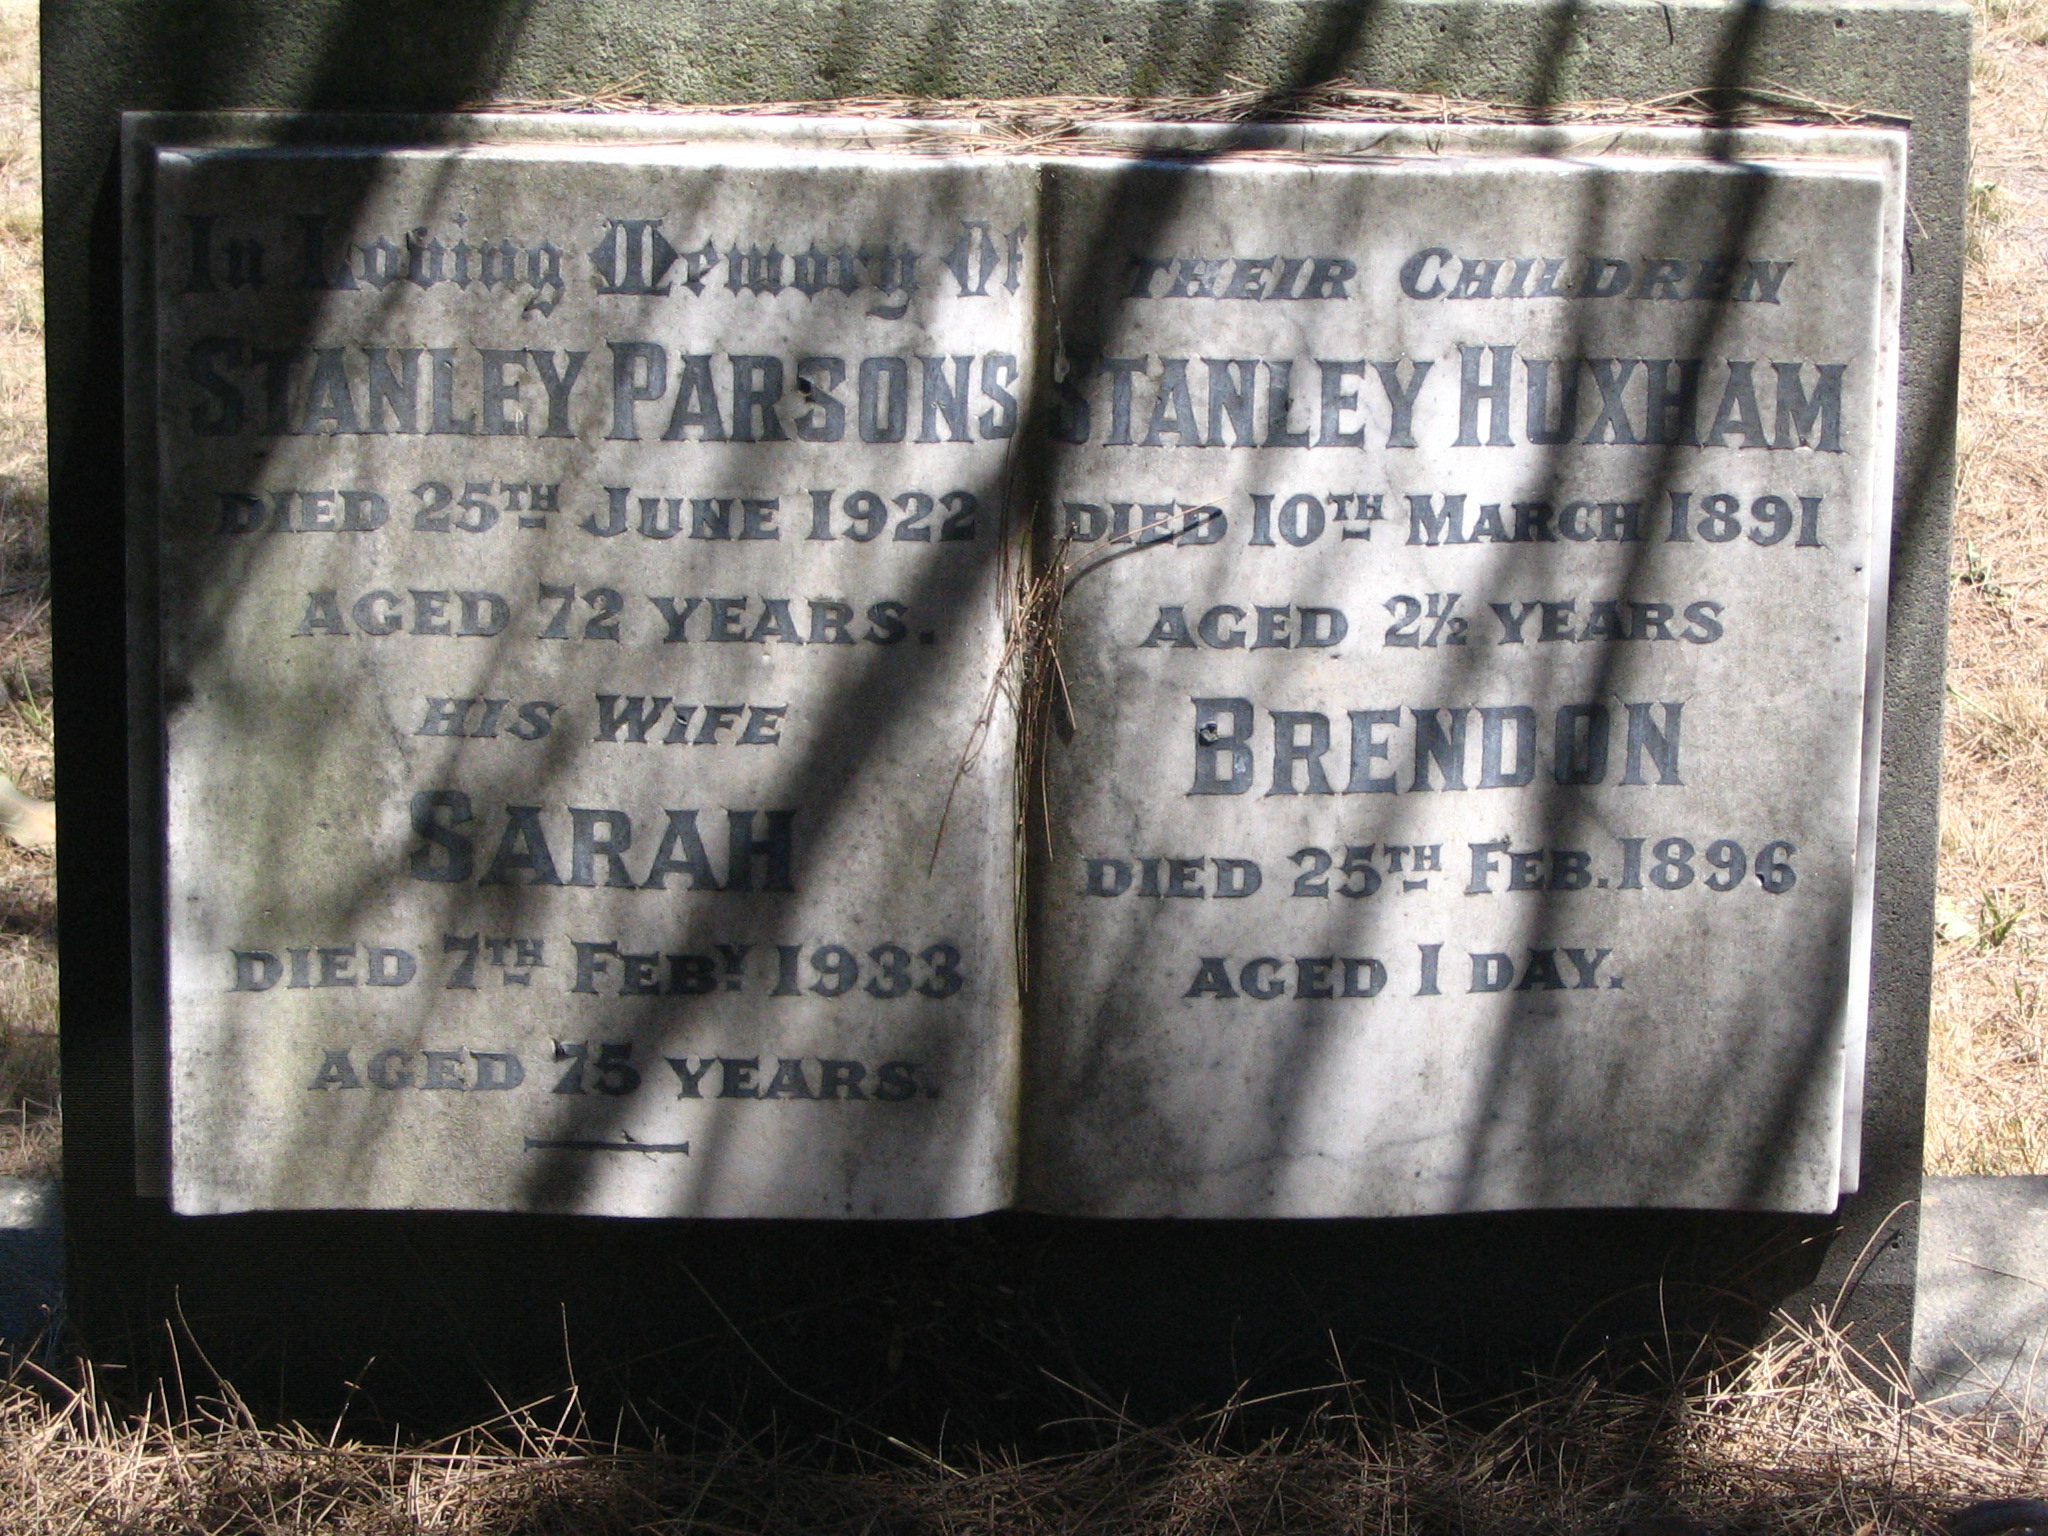 In Loving Memory Of
STANLEY PARSONS
DIED 25TH JUNE 1922
AGED 72 YEARS.
HIS WIFE
SARAH
DIED 7TH FEBY. 1933
AGED 75 YEARS.
THEIR CHILDREN
STANLEY HUXHAM
DIED 10TH MARCH 1891
AGED 2½ YEARS
BRENDON
DIED 25TH FEB. 1896
AGED 1 DAY.